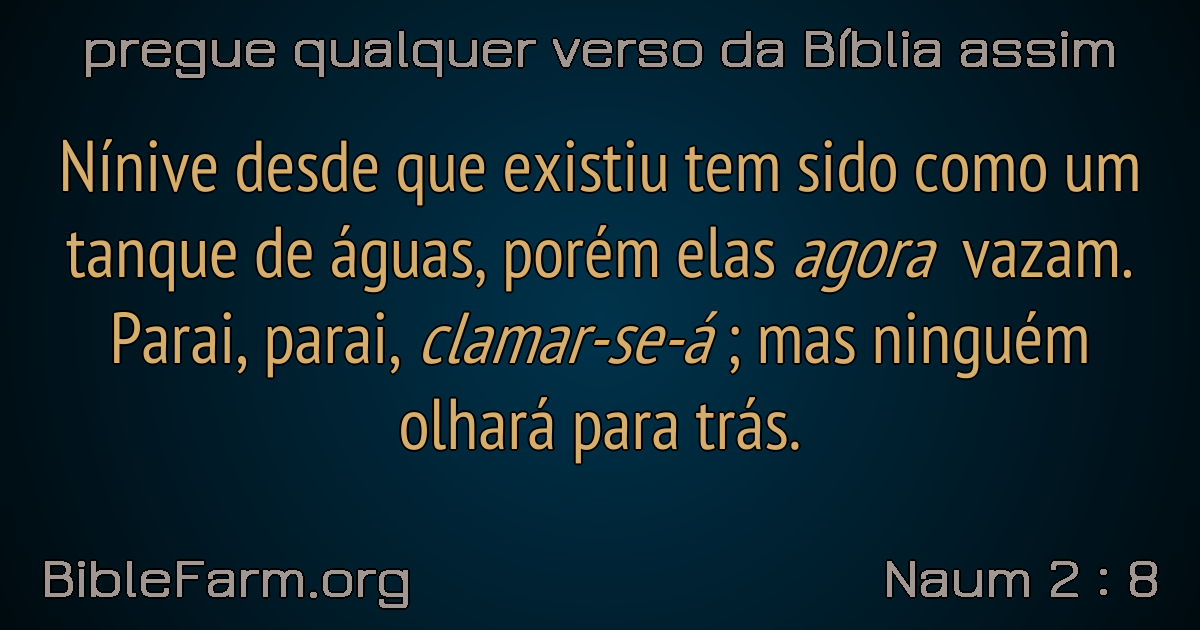 pregue qualquer verso da Bíblia assim
Nínive desde que existiu tem sido como um
tanque de águas, porém elas agora vazam.
Parai, parai, clamar-se-á ; mas ninguém
olhará para trás.
BibleFarm.org
Naum 2 : 8